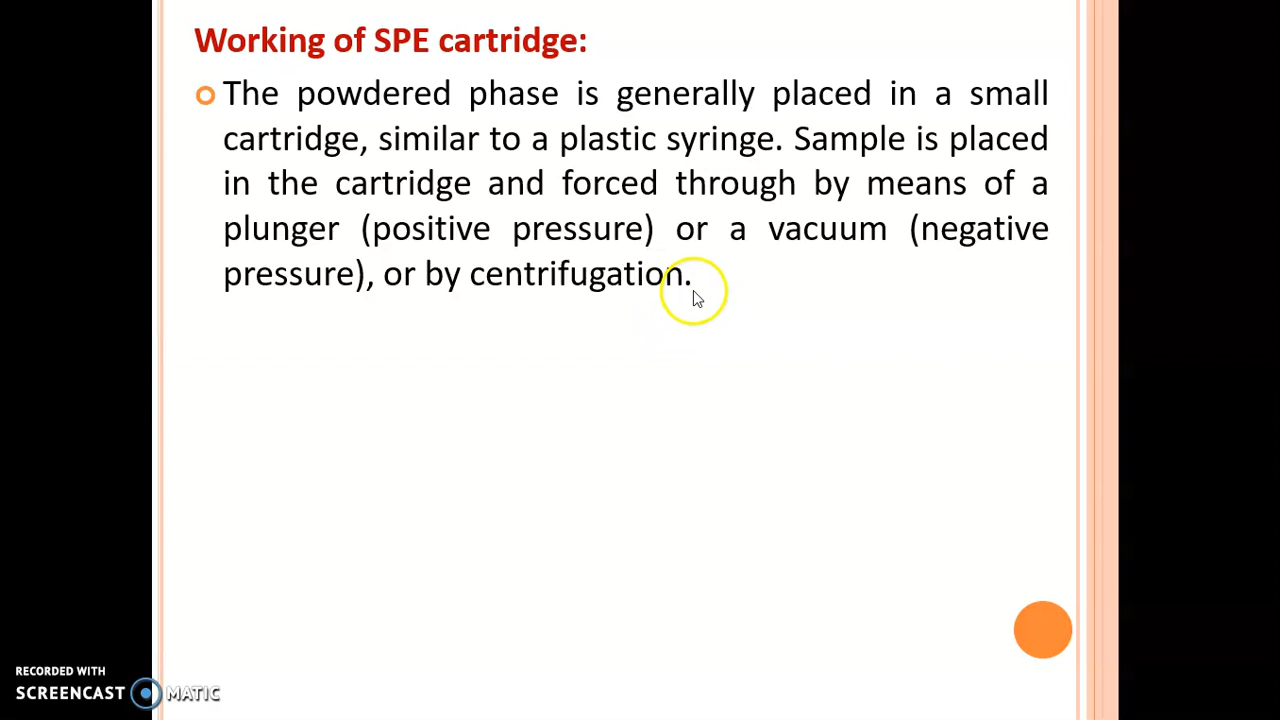 Working of SPE cartridge:
The powdered phase is generally placed in a small
cartridge, similar to a plastic syringe. Sample is placed
in the cartridge and forced through by means of a
plunger (positive pressure) or a vacuum (negative
pressure), or by centrifugation.
RECORDED WITH
SCREENCAST MATIC